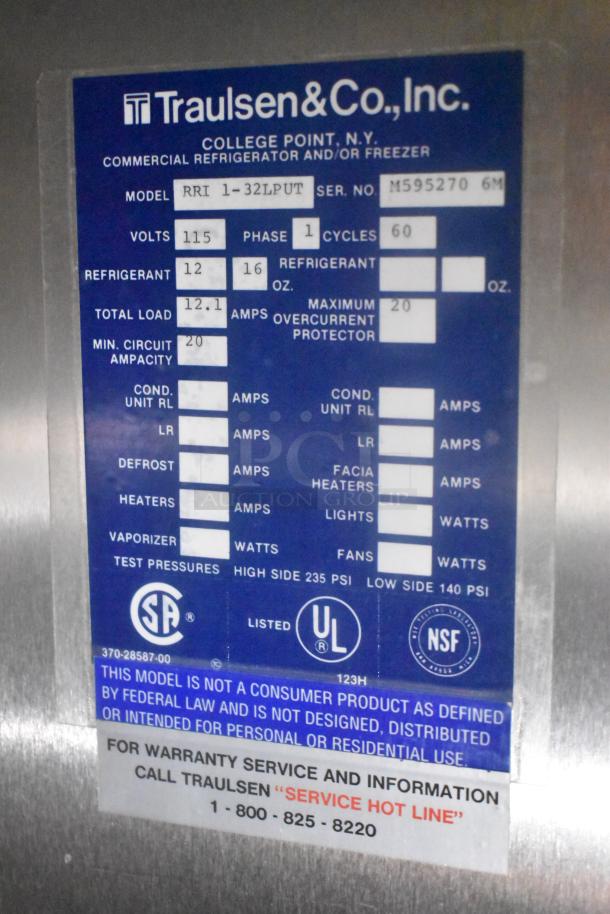 Traulsen&Co.,Inc.
COLLEGE POINT, N.Y.
COMMERCIAL REFRIGERATOR AND/OR FREEZER
MODEL RRI 1-32LPUT SER. NO. M595270 6M
VOLTS 115 PHASE 1 CYCLES 60
REFRIGERANT 12 16 OZ. REFRIGERANT OZ.
TOTAL LOAD 12.1 AMPS MAXIMUM OVERCURRENT PROTECTOR 20
MIN. CIRCUIT AMPACITY 20
COND. UNIT RL AMPS COND. UNIT RL AMPS
LR AMPS LR AMPS
DEFROST AMPS FACIA HEATERS AMPS
HEATERS AMPS LIGHTS WATTS
VAPORIZER WATTS FANS WATTS
TEST PRESSURES HIGH SIDE 235 PSI LOW SIDE 140 PSI
PCI
AUCTION GROUP
SA ® LISTED UL ® NSF
370-28587-00 123H
THIS MODEL IS NOT A CONSUMER PRODUCT AS DEFINED
BY FEDERAL LAW AND IS NOT DESIGNED, DISTRIBUTED
OR INTENDED FOR PERSONAL OR RESIDENTIAL USE.
FOR WARRANTY SERVICE AND INFORMATION
CALL TRAULSEN "SERVICE HOT LINE"
1 - 800 - 825 - 8220